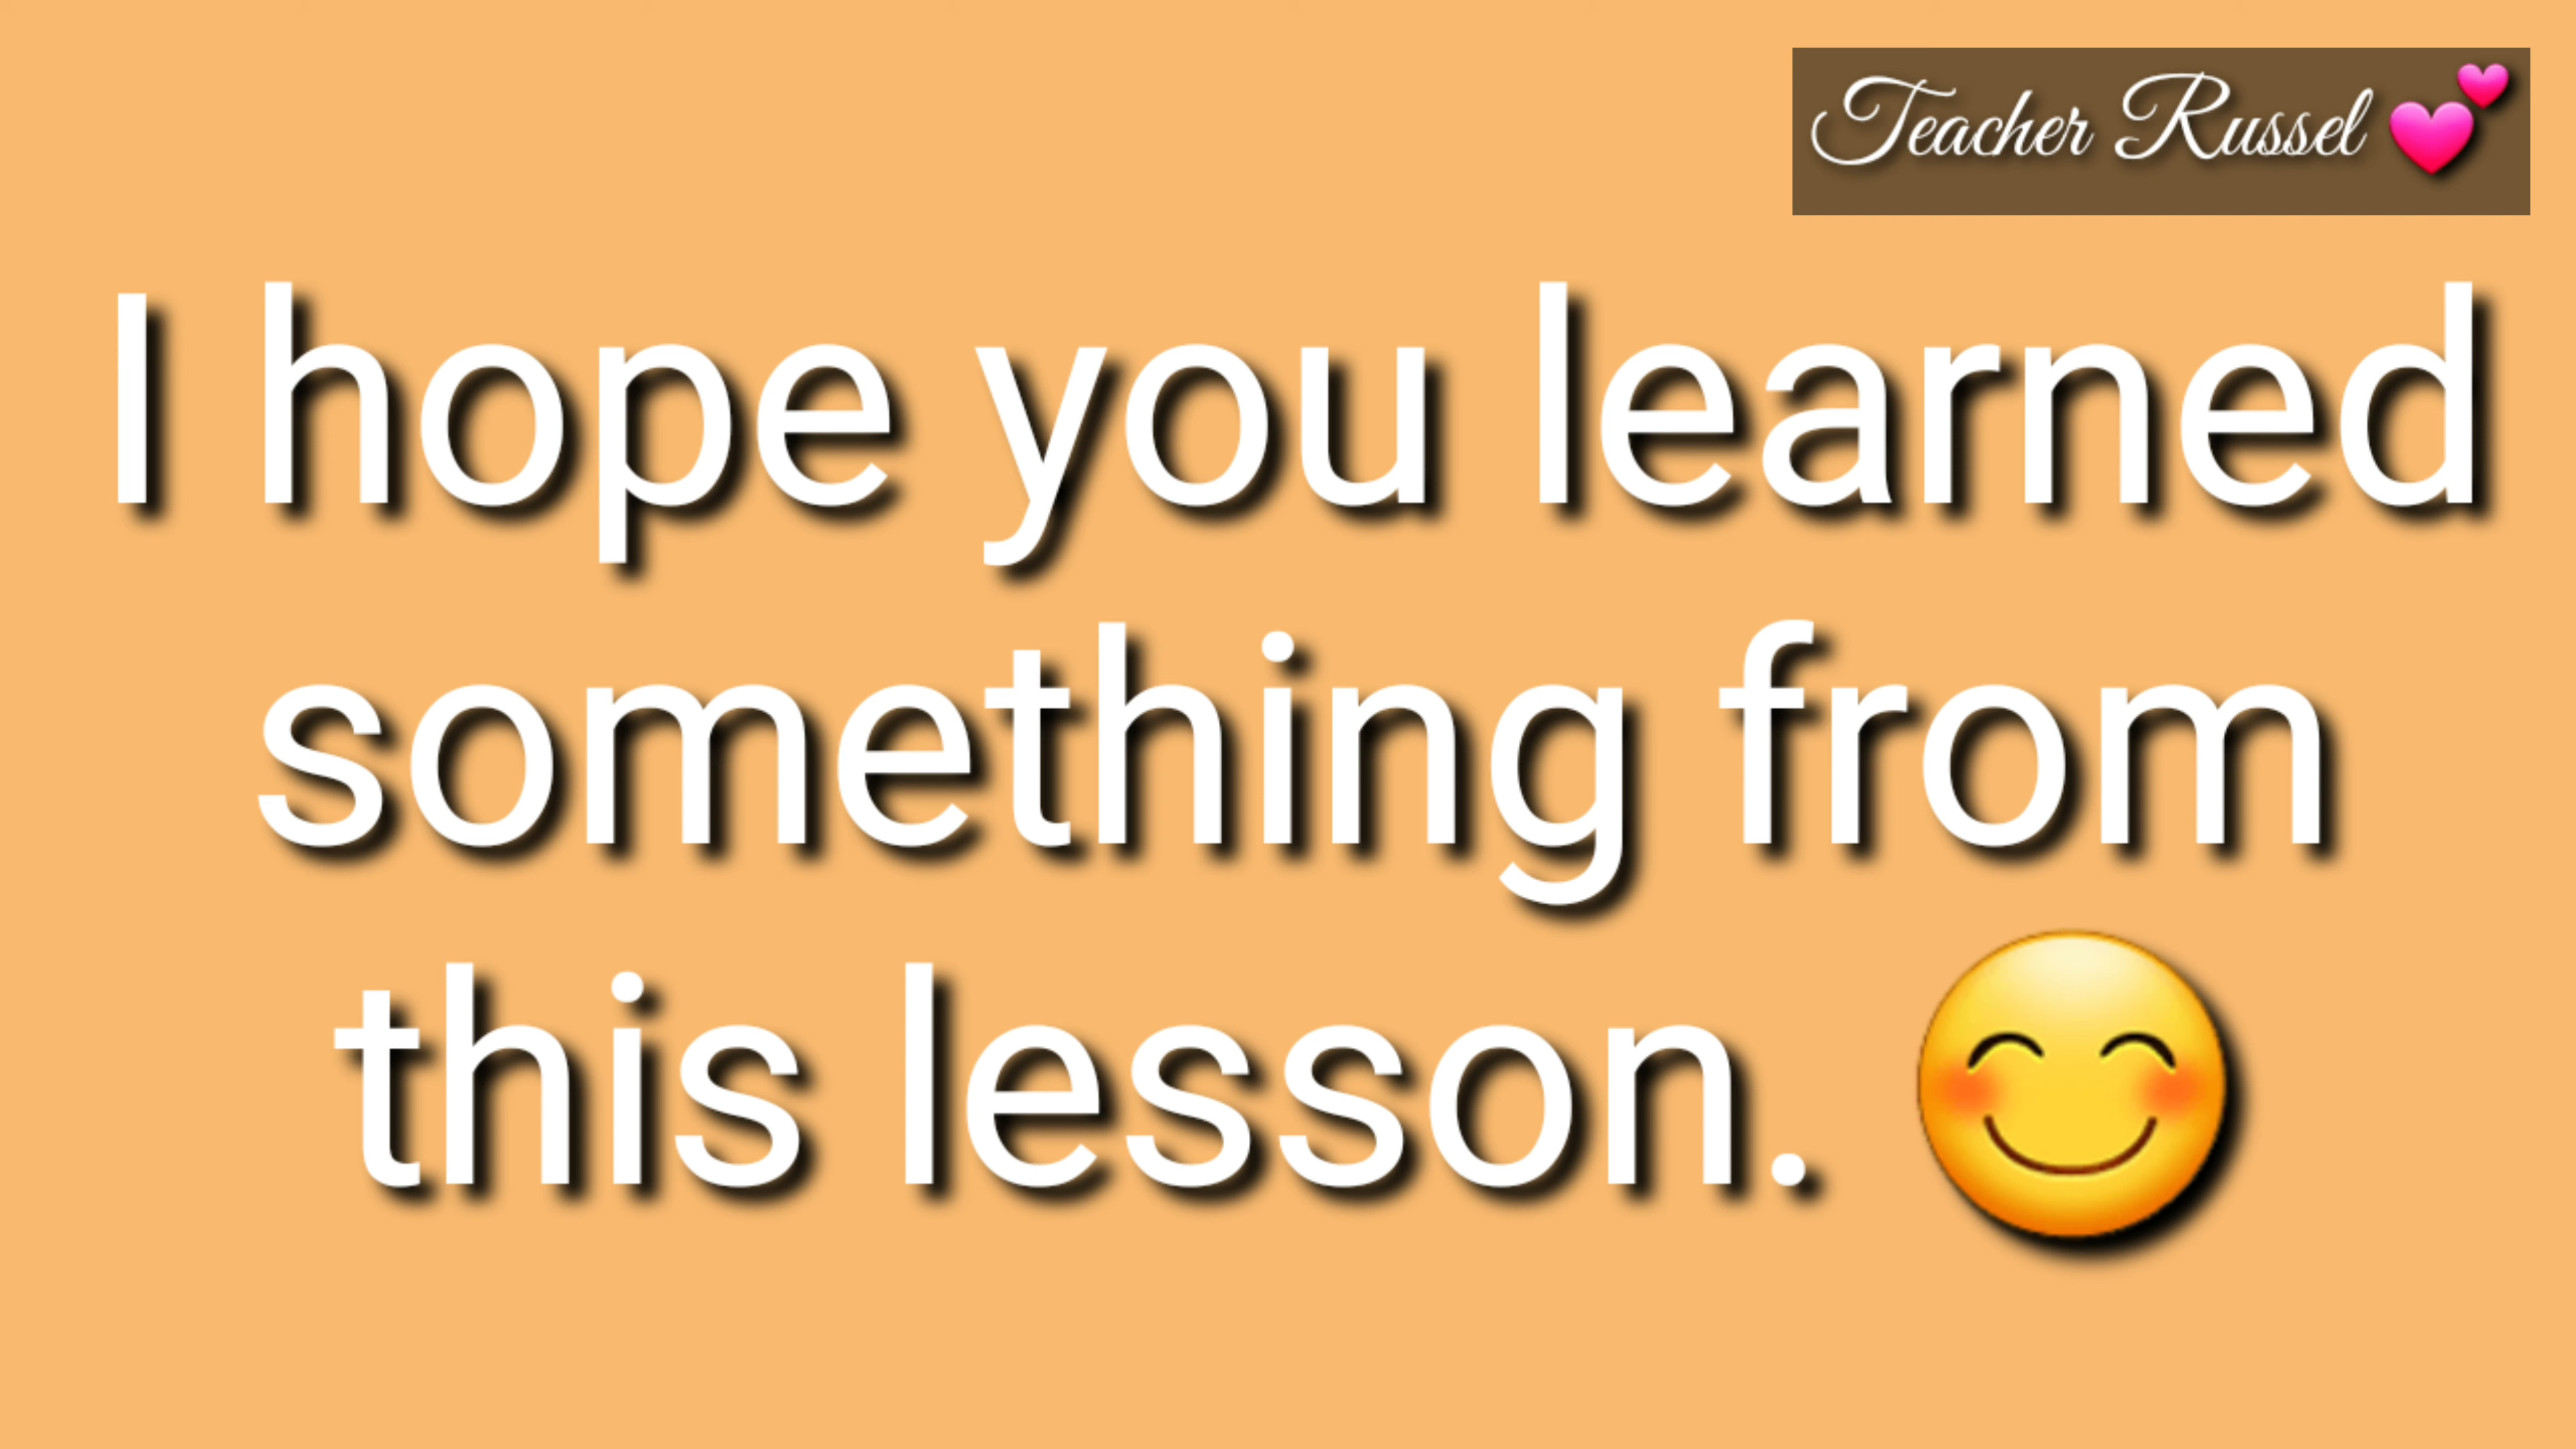 Teacher Russel 💕
I hope you learned
something from
this lesson. 😊